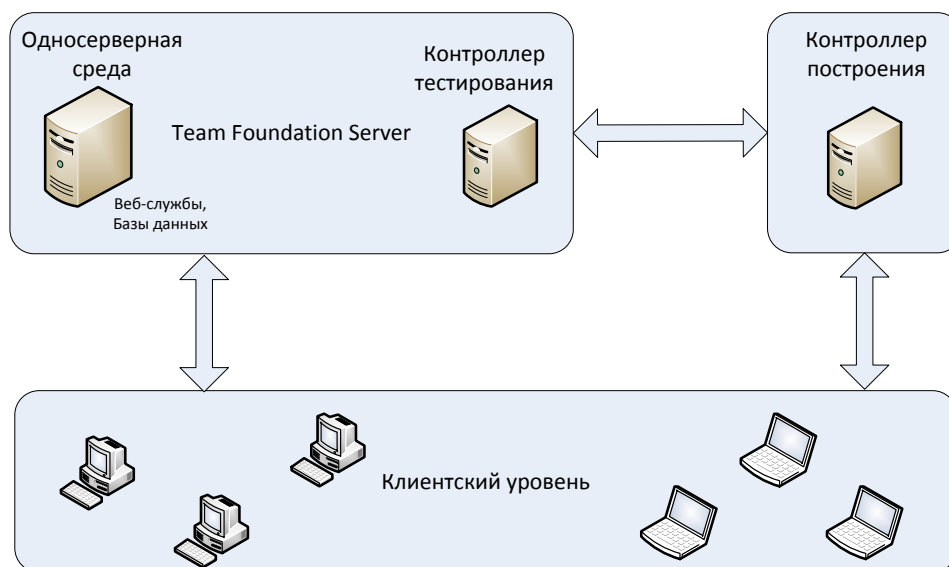 Односерверная
среда
Контроллер
тестирования
Team Foundation Server
Веб-службы,
Базы данных
Контроллер
построения
Клиентский уровень